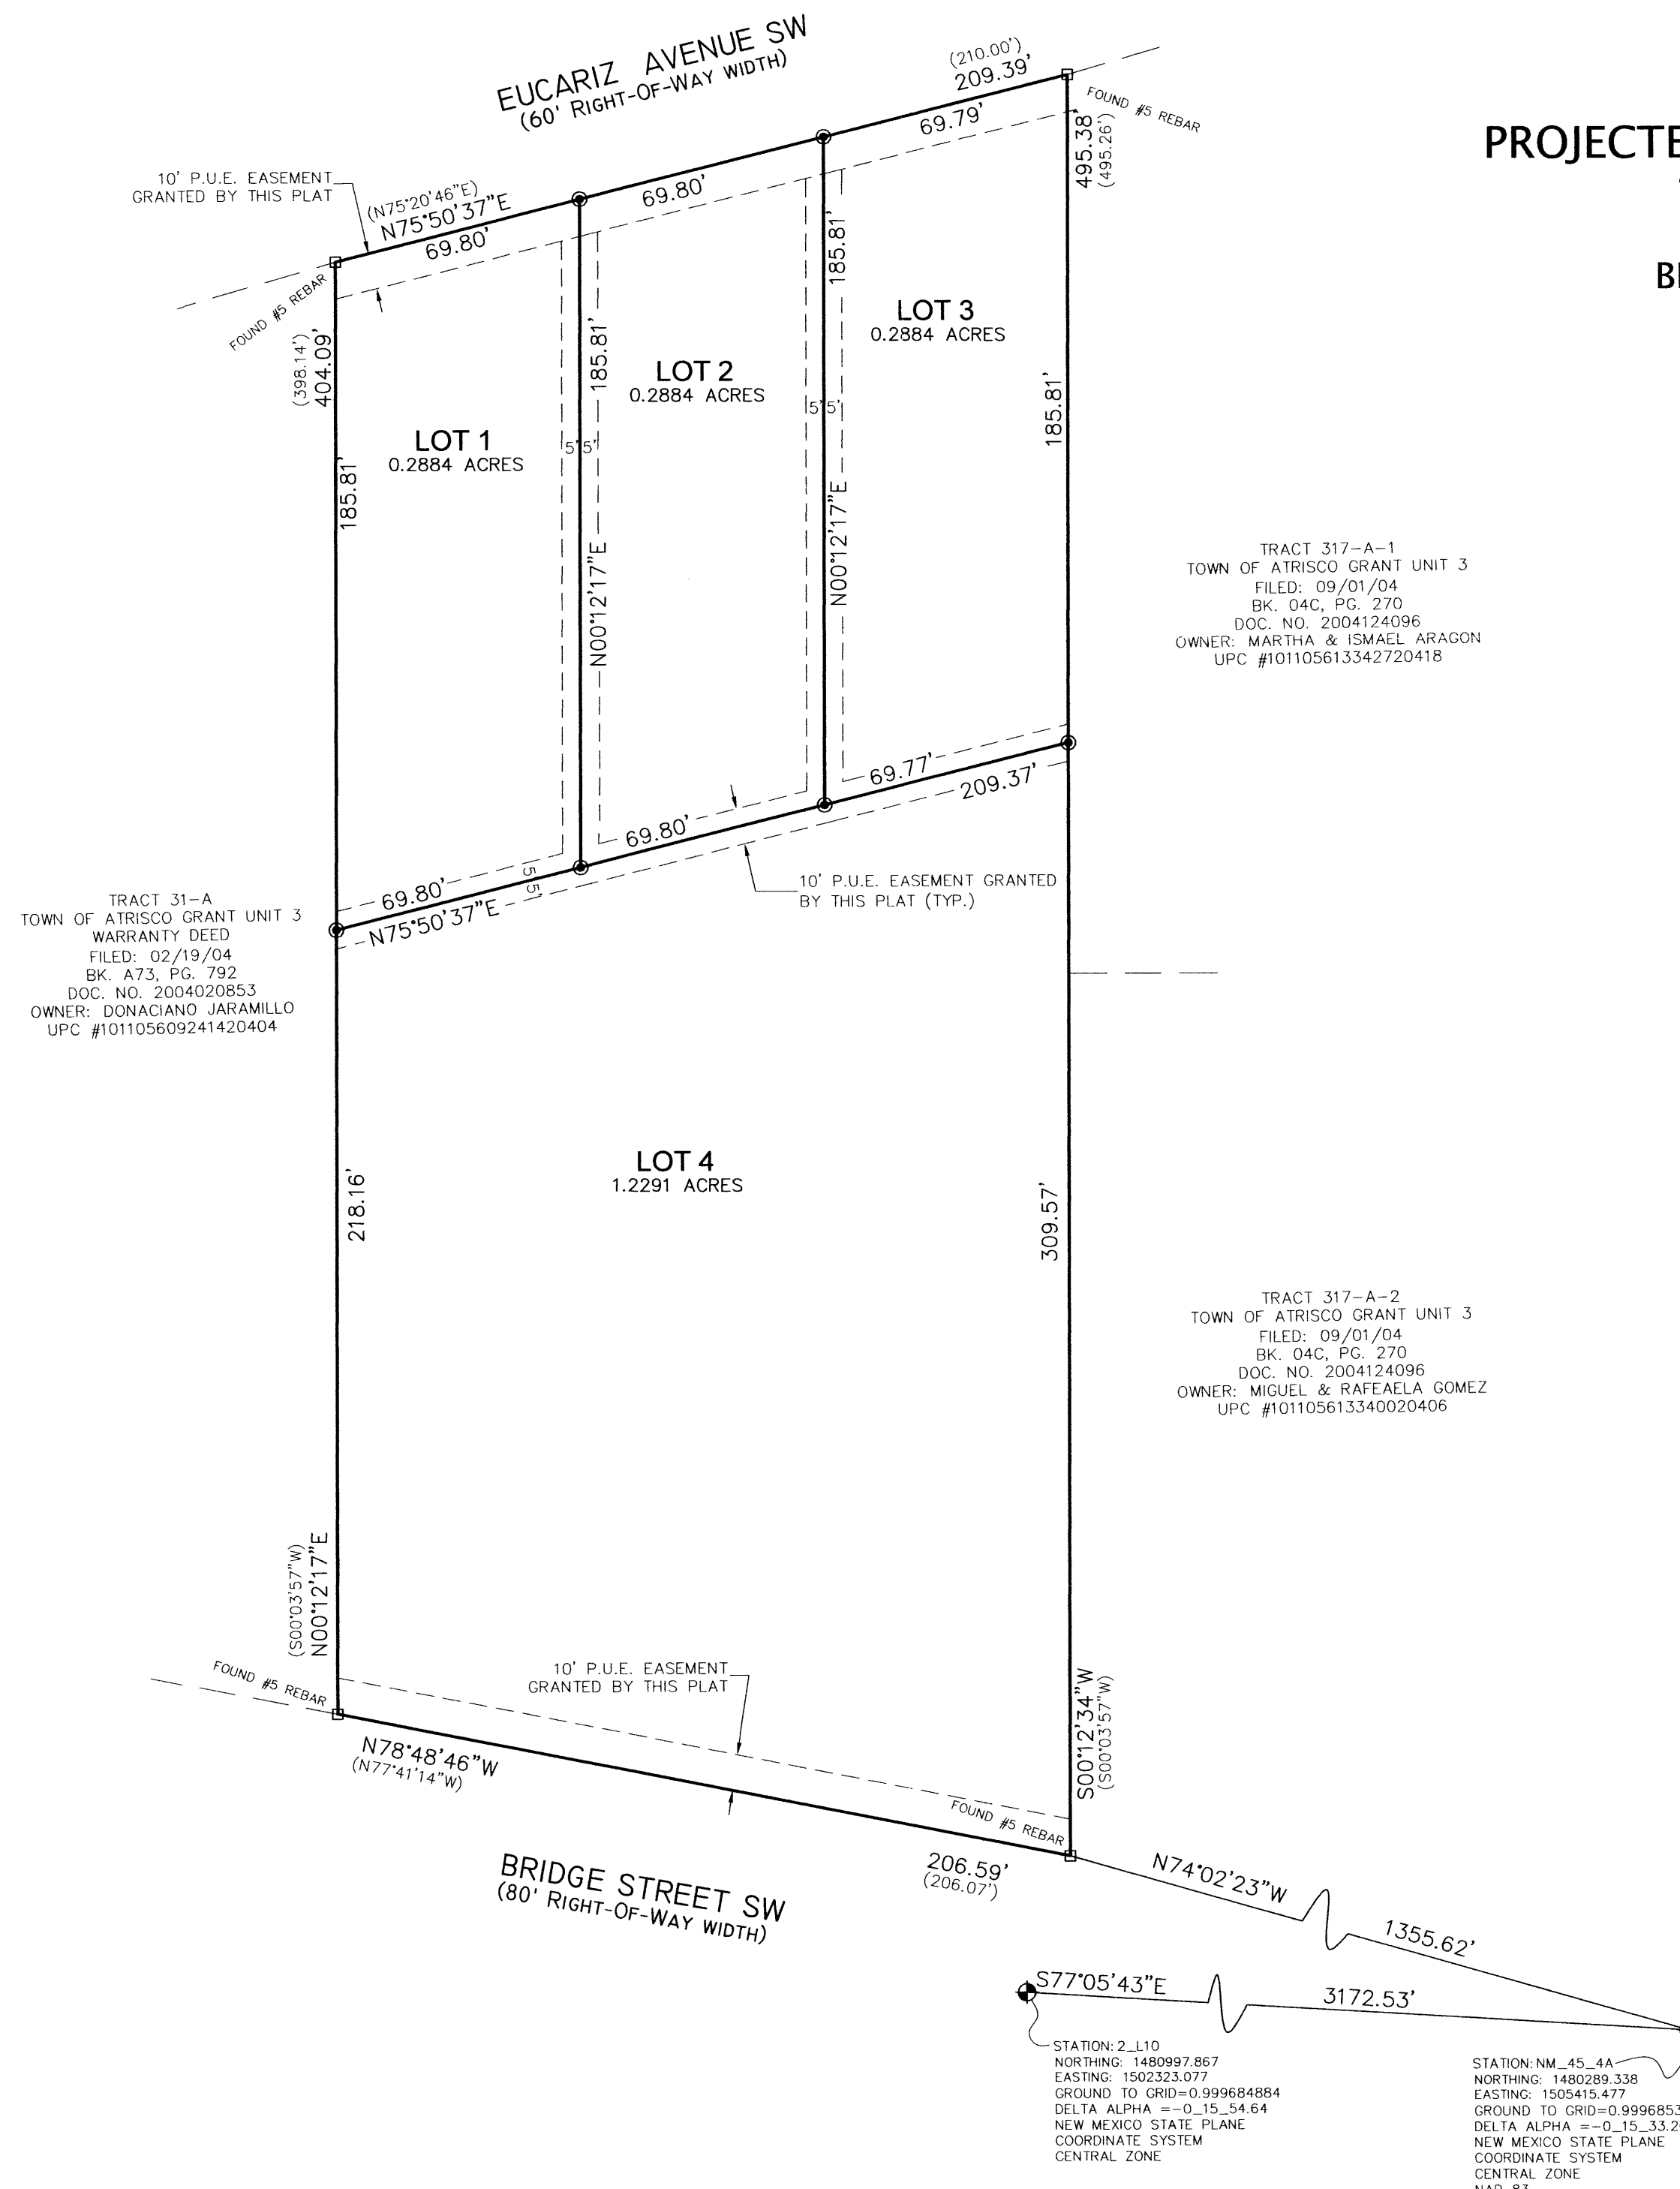 EUCARIZ AVENUE SW
(60' RIGHT-OF-WAY WIDTH)
(210.00')
209.39'
69.79'
FOUND #5 REBAR
495.38'
(495.26')
PROJECTE
10' P.U.E. EASEMENT
GRANTED BY THIS PLAT
(N75°20'46"E)
N75°50'37"E
69.80'
69.80'
FOUND #5 REBAR
(398.14')
404.09'
185.81'
185.81'
185.81'
185.81'
LOT 3
0.2884 ACRES
LOT 2
0.2884 ACRES
LOT 1
0.2884 ACRES
5' 5'
5' 5'
N00°12'17"E
N00°12'17"E
TRACT 317-A-1
TOWN OF ATRISCO GRANT UNIT 3
FILED: 09/01/04
BK. 04C, PG. 270
DOC. NO. 2004124096
OWNER: MARTHA & ISMAEL ARAGON
UPC #101105613342720418
69.77'
209.37'
69.80'
69.80'
5' 5'
N75°50'37"E
10' P.U.E. EASEMENT GRANTED
BY THIS PLAT (TYP.)
TRACT 31-A
TOWN OF ATRISCO GRANT UNIT 3
WARRANTY DEED
FILED: 02/19/04
BK. A73, PG. 792
DOC. NO. 2004020853
OWNER: DONACIANO JARAMILLO
UPC #101105609241420404
LOT 4
1.2291 ACRES
218.16'
309.57'
TRACT 317-A-2
TOWN OF ATRISCO GRANT UNIT 3
FILED: 09/01/04
BK. 04C, PG. 270
DOC. NO. 2004124096
OWNER: MIGUEL & RAFEAELA GOMEZ
UPC #101105613340020406
(S00°03'57"W)
N00°12'17"E
FOUND #5 REBAR
10' P.U.E. EASEMENT
GRANTED BY THIS PLAT
S00°12'34"W
(S00°03'57"W)
N78°48'46"W
(N77°41'14"W)
FOUND #5 REBAR
206.59'
(206.07')
BRIDGE STREET SW
(80' RIGHT-OF-WAY WIDTH)
N74°02'23"W
1355.62'
S77°05'43"E
3172.53'
STATION: 2_L10
NORTHING: 1480997.867
EASTING: 1502323.077
GROUND TO GRID=0.999684884
DELTA ALPHA =-0_15_54.64
NEW MEXICO STATE PLANE
COORDINATE SYSTEM
CENTRAL ZONE
STATION: NM_45_4A
NORTHING: 1480289.338
EASTING: 1505415.477
GROUND TO GRID=0.9996853
DELTA ALPHA =-0_15_33.2
NEW MEXICO STATE PLANE
COORDINATE SYSTEM
CENTRAL ZONE
NAD 83